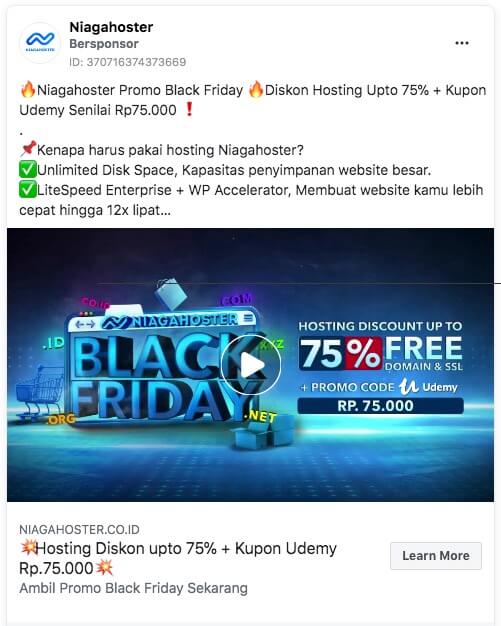 Niagahoster
Bersponsor
ID: 370716374373669
🔥Niagahoster Promo Black Friday 🔥Diskon Hosting Upto 75% + Kupon
Udemy Senilai Rp75.000 ❗
.
📌Kenapa harus pakai hosting Niagahoster?
✅Unlimited Disk Space, Kapasitas penyimpanan website besar.
✅LiteSpeed Enterprise + WP Accelerator, Membuat website kamu lebih
cepat hingga 12x lipat...
NIAGAHOSTER
.CO.ID
.COM
NIAGAHOSTER
.ID
.XYZ
BLACK
FRIDAY
.ORG
.NET
HOSTING DISCOUNT UP TO
75% FREE
DOMAIN & SSL
+ PROMO CODE Udemy
RP. 75.000
NIAGAHOSTER.CO.ID
💥Hosting Diskon upto 75% + Kupon Udemy
Rp.75.000💥
Ambil Promo Black Friday Sekarang
Learn More